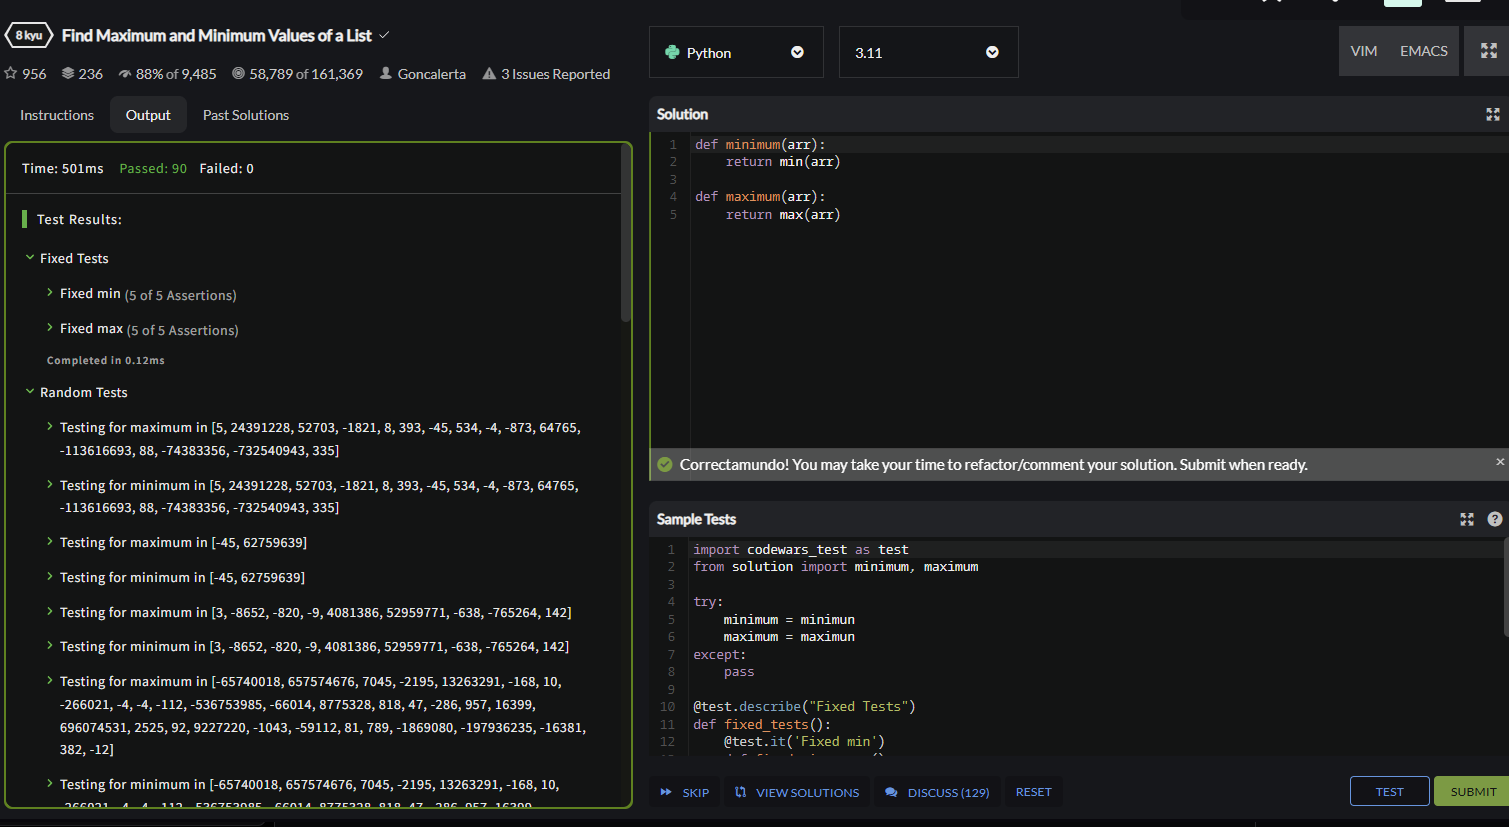 8 kyu Find Maximum and Minimum Values of a List
956 236 88% of 9,485 58,789 of 161,369 Goncalerta 3 Issues Reported
Instructions Output Past Solutions
Time: 501ms Passed: 90 Failed: 0
Test Results:
Fixed Tests
Fixed min (5 of 5 Assertions)
Fixed max (5 of 5 Assertions)
Completed in 0.12ms
Random Tests
Testing for maximum in [5, 24391228, 52703, -1821, 8, 393, -45, 534, -4, -873, 64765,
-113616693, 88, -74383356, -732540943, 335]
Testing for minimum in [5, 24391228, 52703, -1821, 8, 393, -45, 534, -4, -873, 64765,
-113616693, 88, -74383356, -732540943, 335]
Testing for maximum in [-45, 62759639]
Testing for minimum in [-45, 62759639]
Testing for maximum in [3, -8652, -820, -9, 4081386, 52959771, -638, -765264, 142]
Testing for minimum in [3, -8652, -820, -9, 4081386, 52959771, -638, -765264, 142]
Testing for maximum in [-65740018, 657574676, 7045, -2195, 13263291, -168, 10,
-266021, -4, -4, -112, -536753985, -66014, 8775328, 818, 47, -286, 957, 16399,
696074531, 2525, 92, 9227220, -1043, -59112, 81, 789, -1869080, -197936235, -16381,
382, -12]
Testing for minimum in [-65740018, 657574676, 7045, -2195, 13263291, -168, 10,
-266021, -4, -4, -112, -536753985, -66014, 8775328, 818, 47, -286, 957, 16399,
Python 3.11 VIM EMACS
Solution
1 def minimum(arr):
2 return min(arr)
3
4 def maximum(arr):
5 return max(arr)
Correctamundo! You may take your time to refactor/comment your solution. Submit when ready.
Sample Tests
1 import codewars_test as test
2 from solution import minimum, maximum
3
4 try:
5 minimum = minimun
6 maximum = maximun
7 except:
8 pass
9
10 @test.describe("Fixed Tests")
11 def fixed_tests():
12 @test.it('Fixed min')
SKIP VIEW SOLUTIONS DISCUSS (129) RESET TEST SUBMIT